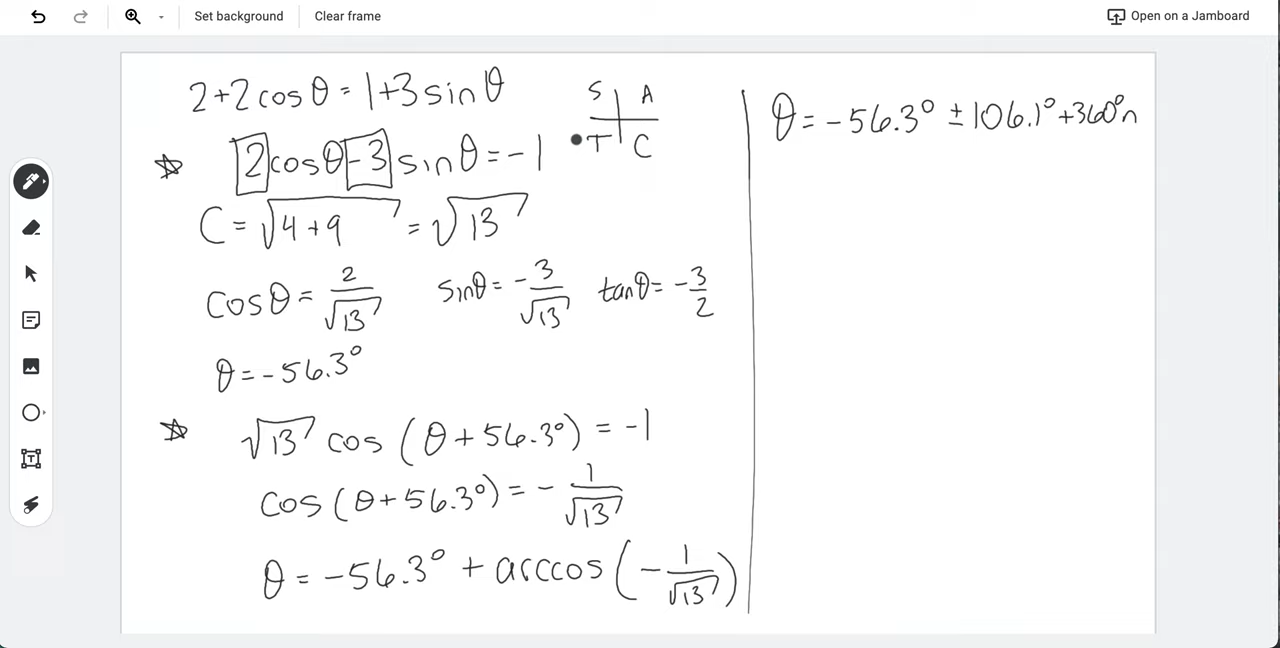 Set background
Clear frame
Open on a Jamboard
2+2cosθ = 1+3sinθ
S A
T C
2cosθ-3sinθ = -1
C = √4+9 = √13
cosθ = 2/√13 sinθ = -3/√13 tanθ = -3/2
θ = -56.3°
√13 cos (θ + 56.3°) = -1
cos (θ + 56.3°) = - 1/√13
θ = -56.3° + arccos (- 1/√13)
θ = -56.3° ± 106.1° + 360°n